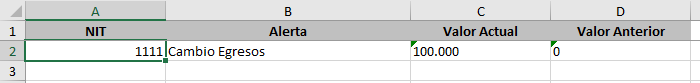 A B C D
1 NIT Alerta Valor Actual Valor Anterior
2 1111 Cambio Egresos 100.000 0
3